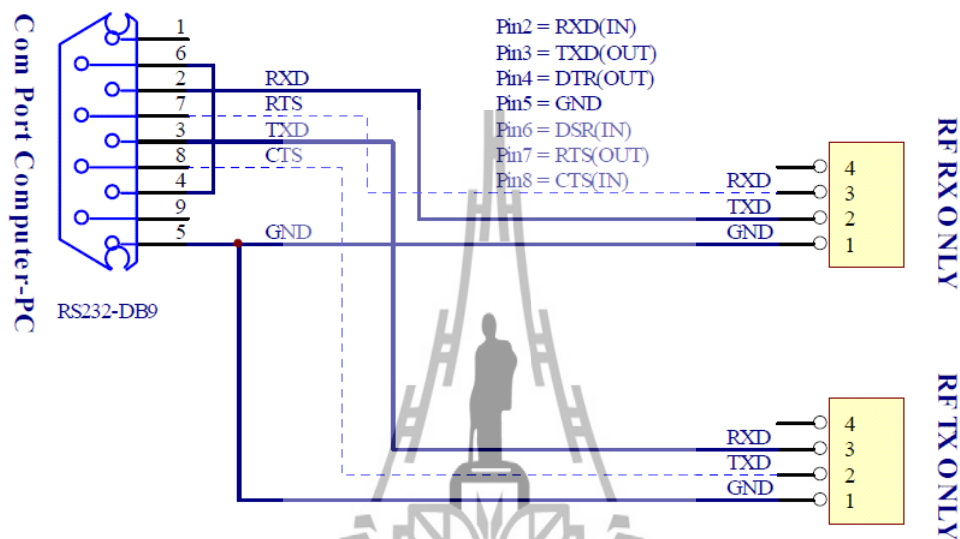 Com Port Computer-PC
1
6
2
7
3
8
4
9
5
RXD
RTS
TXD
CTS
GND
RS232-DB9
Pin2 = RXD(IN)
Pin3 = TXD(OUT)
Pin4 = DTR(OUT)
Pin5 = GND
Pin6 = DSR(IN)
Pin7 = RTS(OUT)
Pin8 = CTS(IN)
RXD
TXD
GND
4
3
2
1
RF RX ONLY
RXD
TXD
GND
4
3
2
1
RF TX ONLY